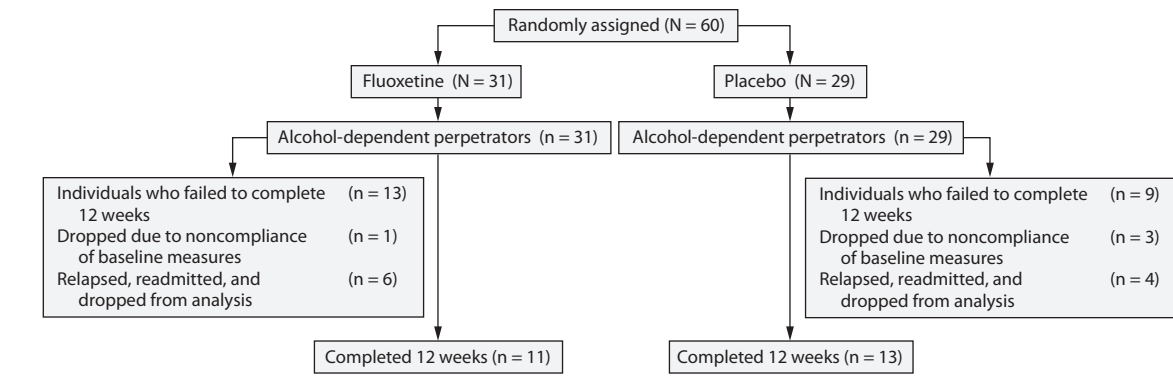 Randomly assigned (N = 60)
Fluoxetine (N = 31)
Placebo (N = 29)
Alcohol-dependent perpetrators (n = 31)
Alcohol-dependent perpetrators (n = 29)
Individuals who failed to complete (n = 13)
12 weeks
Dropped due to noncompliance (n = 1)
of baseline measures
Relapsed, readmitted, and (n = 6)
dropped from analysis
Individuals who failed to complete (n = 9)
12 weeks
Dropped due to noncompliance (n = 3)
of baseline measures
Relapsed, readmitted, and (n = 4)
dropped from analysis
Completed 12 weeks (n = 11)
Completed 12 weeks (n = 13)